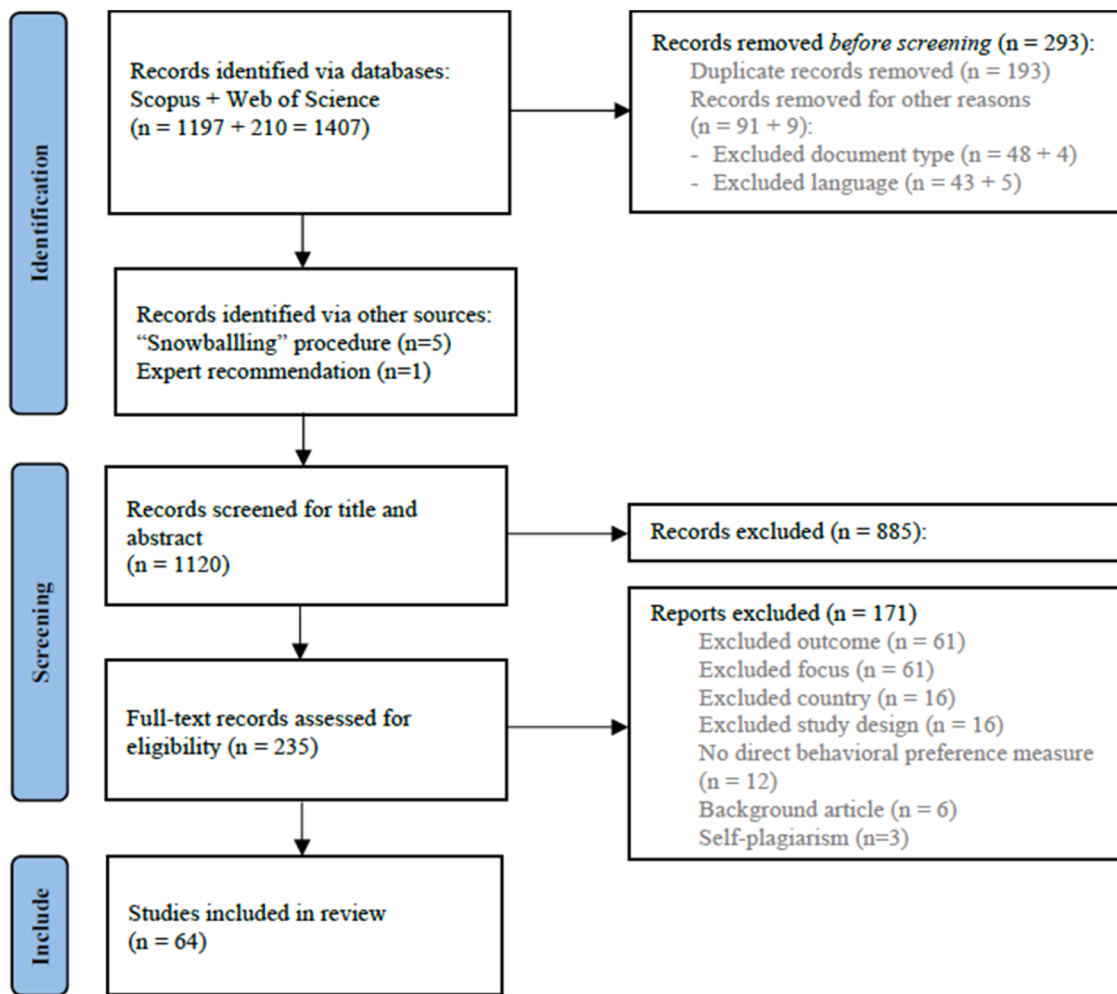 Identification
Records identified via databases:
Scopus + Web of Science
(n = 1197 + 210 = 1407)
Records removed before screening (n = 293):
Duplicate records removed (n = 193)
Records removed for other reasons
(n = 91 + 9):
- Excluded document type (n = 48 + 4)
- Excluded language (n = 43 + 5)
Records identified via other sources:
“Snowballling” procedure (n=5)
Expert recommendation (n=1)
Screening
Records screened for title and
abstract
(n = 1120)
Records excluded (n = 885):
Full-text records assessed for
eligibility (n = 235)
Reports excluded (n = 171)
Excluded outcome (n = 61)
Excluded focus (n = 61)
Excluded country (n = 16)
Excluded study design (n = 16)
No direct behavioral preference measure
(n = 12)
Background article (n = 6)
Self-plagiarism (n=3)
Include
Studies included in review
(n = 64)